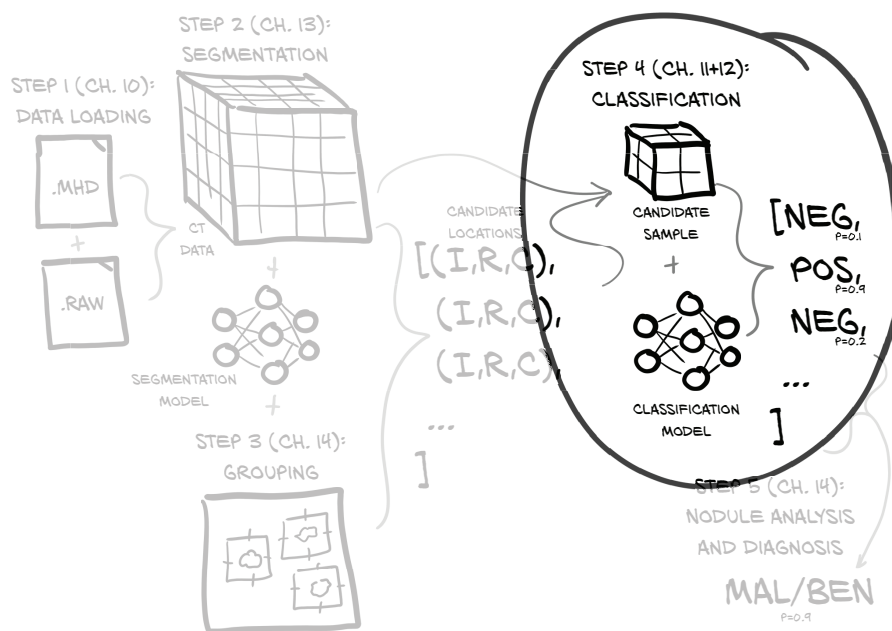 STEP 1 (CH. 10):
DATA LOADING
.MHD
+
.RAW
STEP 2 (CH. 13):
SEGMENTATION
CT
DATA
+
SEGMENTATION
MODEL
+
STEP 3 (CH. 14):
GROUPING
CANDIDATE
LOCATIONS
[(I,R,C),
(I,R,C),
(I,R,C)
...
]
STEP 4 (CH. 11+12):
CLASSIFICATION
CANDIDATE
SAMPLE
+
CLASSIFICATION
MODEL
[NEG,
P=0.1
POS,
P=0.9
NEG,
P=0.2
...
]
STEP 5 (CH. 14):
NODULE ANALYSIS
AND DIAGNOSIS
MAL/BEN
P=0.9